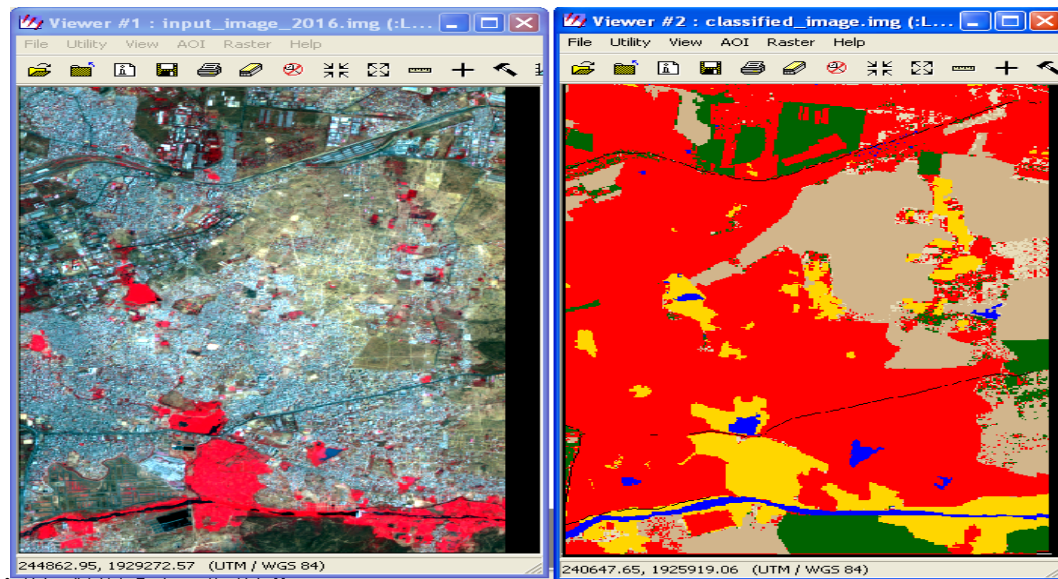 Viewer #1 : input_image_2016.img (:L...
File Utility View AOI Raster Help
244862.95, 1929272.57 (UTM / WGS 84)
Viewer #2 : classified_image.img (:L...
File Utility View AOI Raster Help
240647.65, 1925919.06 (UTM / WGS 84)